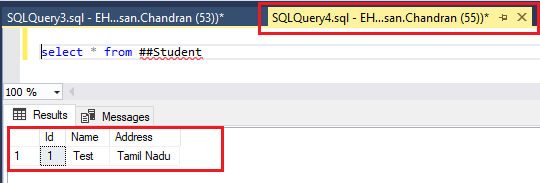 SQLQuery3.sql - EH...san.Chandran (53))*
SQLQuery4.sql - EH...san.Chandran (55))*
select * from ##Student
100 %
Results Messages
Id Name Address
1 1 Test Tamil Nadu